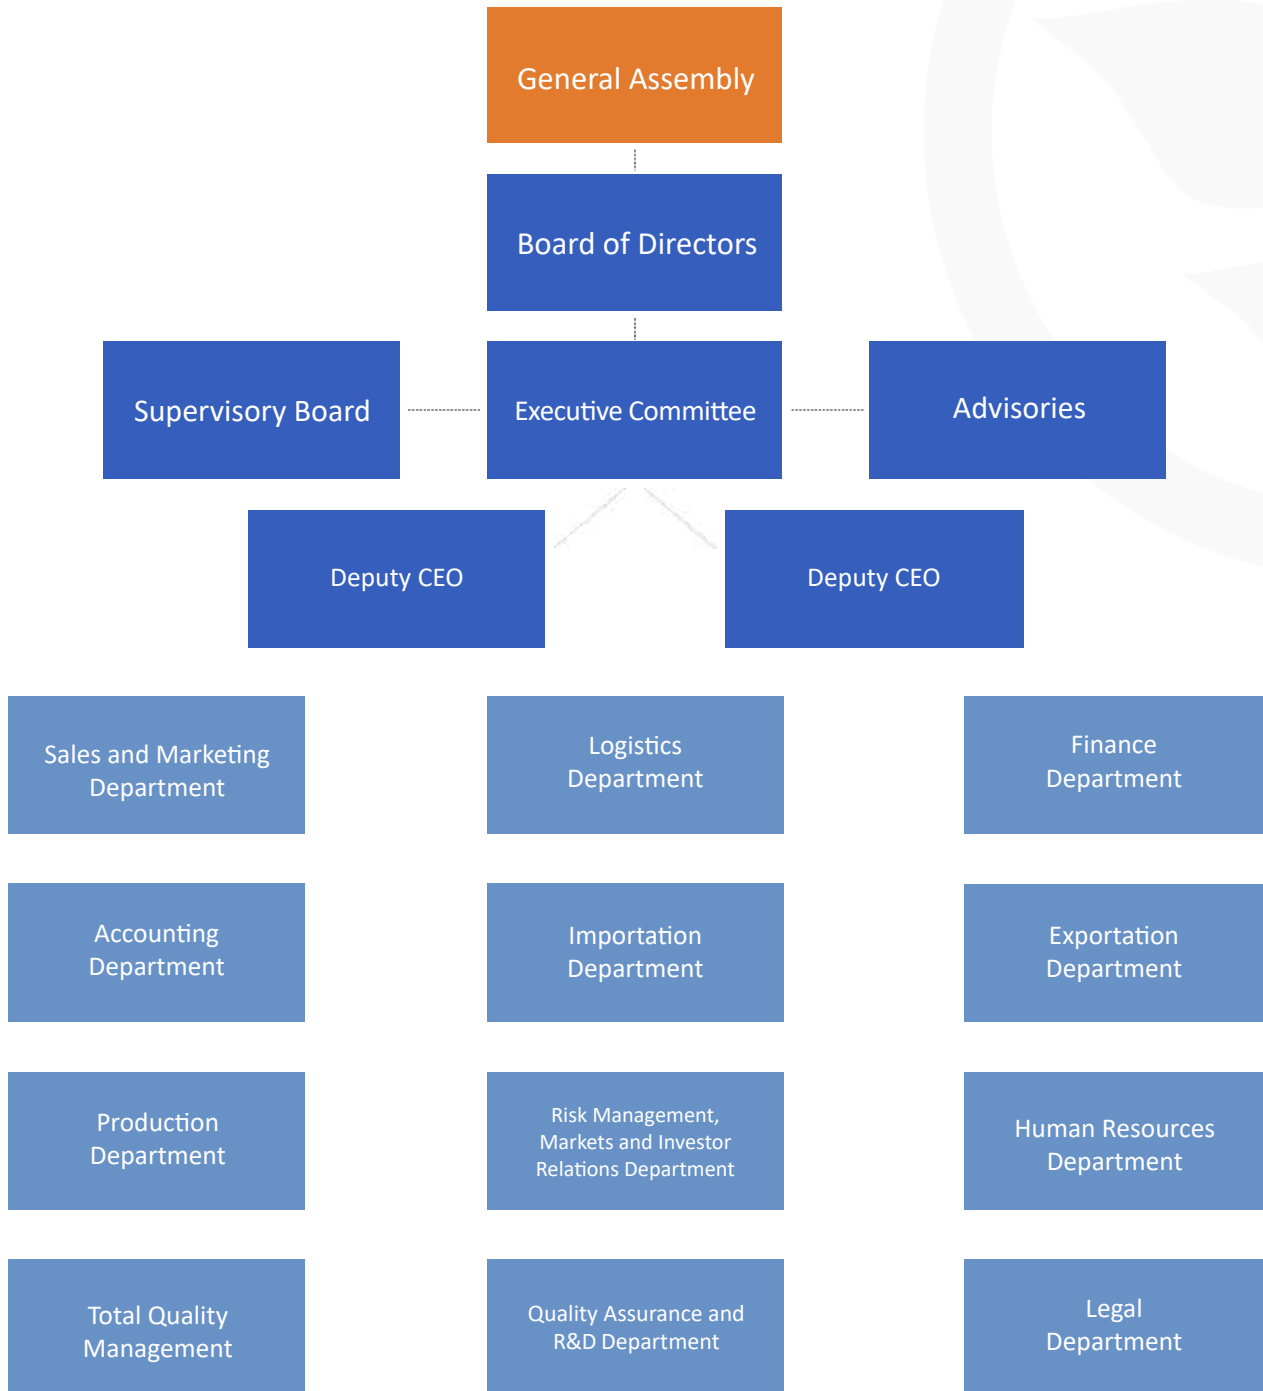 General Assembly
Board of Directors
Supervisory Board
Executive Committee
Advisories
Deputy CEO
Deputy CEO
Sales and Marketing
Department
Logistics
Department
Finance
Department
Accounting
Department
Importation
Department
Exportation
Department
Production
Department
Risk Management,
Markets and Investor
Relations Department
Human Resources
Department
Total Quality
Management
Quality Assurance and
R&D Department
Legal
Department